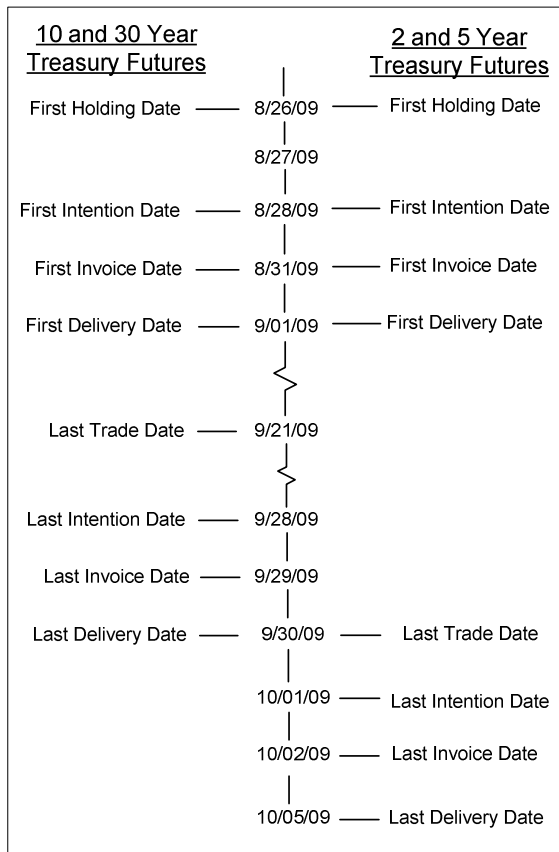 10 and 30 Year
Treasury Futures
2 and 5 Year
Treasury Futures
First Holding Date 8/26/09 First Holding Date
8/27/09
First Intention Date 8/28/09 First Intention Date
First Invoice Date 8/31/09 First Invoice Date
First Delivery Date 9/01/09 First Delivery Date
Last Trade Date 9/21/09
Last Intention Date 9/28/09
Last Invoice Date 9/29/09
Last Delivery Date 9/30/09 Last Trade Date
10/01/09 Last Intention Date
10/02/09 Last Invoice Date
10/05/09 Last Delivery Date